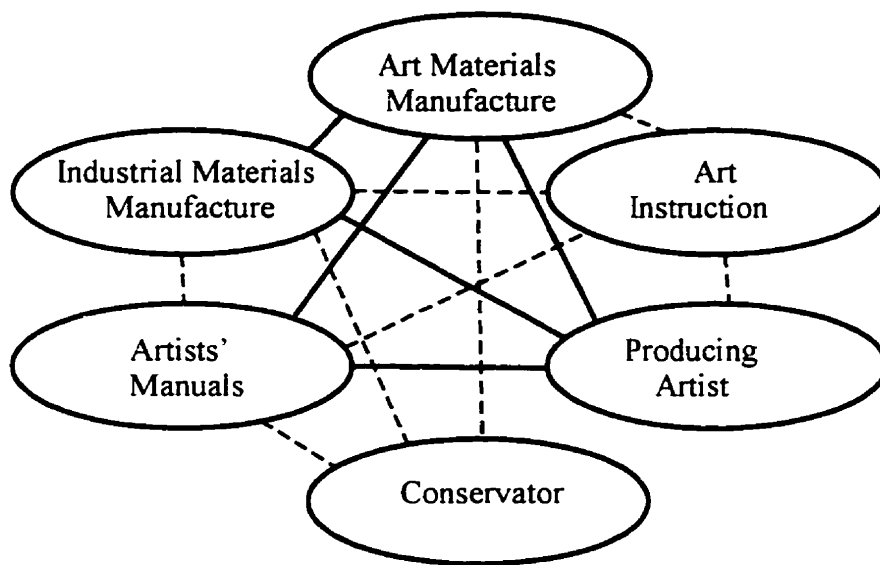 Art Materials
Manufacture
Industrial Materials
Manufacture
Art
Instruction
Artists'
Manuals
Producing
Artist
Conservator